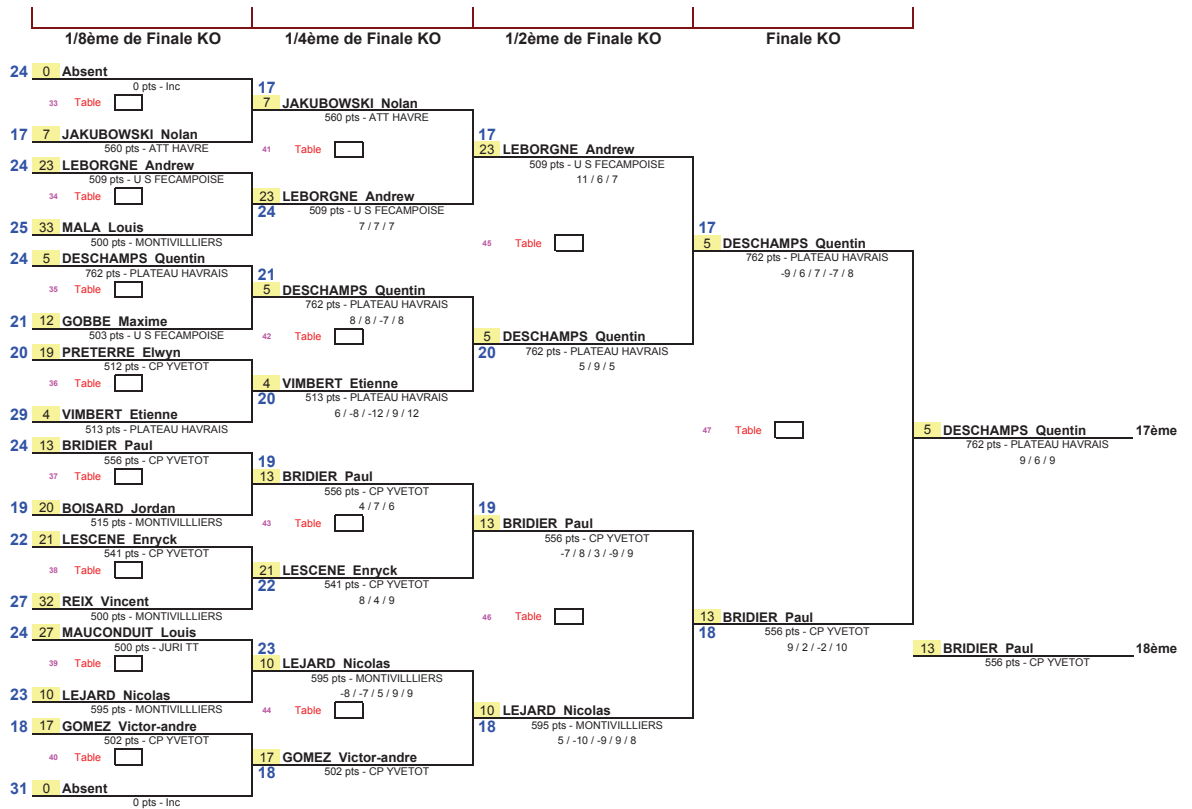 1/8ème de Finale KO
1/4ème de Finale KO
1/2ème de Finale KO
Finale KO
24 0 Absent
0 pts - Inc
33 Table
17 7 JAKUBOWSKI Nolan
560 pts - ATT HAVRE
24 23 LEBORGNE Andrew
509 pts - U S FECAMPOISE
34 Table
25 33 MALA Louis
500 pts - MONTIVILLLIERS
24 5 DESCHAMPS Quentin
762 pts - PLATEAU HAVRAIS
35 Table
21 12 GOBBE Maxime
503 pts - U S FECAMPOISE
20 19 PRETERRE Elwyn
512 pts - CP YVETOT
36 Table
29 4 VIMBERT Etienne
513 pts - PLATEAU HAVRAIS
24 13 BRIDIER Paul
556 pts - CP YVETOT
37 Table
19 20 BOISARD Jordan
515 pts - MONTIVILLLIERS
22 21 LESCENE Enryck
541 pts - CP YVETOT
38 Table
27 32 REIX Vincent
500 pts - MONTIVILLLIERS
24 27 MAUCONDUIT Louis
500 pts - JURI TT
39 Table
23 10 LEJARD Nicolas
595 pts - MONTIVILLLIERS
18 17 GOMEZ Victor-andre
502 pts - CP YVETOT
40 Table
31 0 Absent
0 pts - Inc
17
7 JAKUBOWSKI Nolan
560 pts - ATT HAVRE
41 Table
23 LEBORGNE Andrew
24
509 pts - U S FECAMPOISE
7 / 7 / 7
21
5 DESCHAMPS Quentin
762 pts - PLATEAU HAVRAIS
8 / 8 / -7 / 8
42 Table
4 VIMBERT Etienne
20
513 pts - PLATEAU HAVRAIS
6 / -8 / -12 / 9 / 12
19
13 BRIDIER Paul
556 pts - CP YVETOT
4 / 7 / 6
43 Table
21 LESCENE Enryck
22
541 pts - CP YVETOT
8 / 4 / 9
23
10 LEJARD Nicolas
595 pts - MONTIVILLLIERS
-8 / -7 / 5 / 9 / 9
44 Table
17 GOMEZ Victor-andre
18
502 pts - CP YVETOT
17
23 LEBORGNE Andrew
509 pts - U S FECAMPOISE
11 / 6 / 7
45 Table
5 DESCHAMPS Quentin
20
762 pts - PLATEAU HAVRAIS
5 / 9 / 5
19
13 BRIDIER Paul
556 pts - CP YVETOT
-7 / 8 / 3 / -9 / 9
46 Table
10 LEJARD Nicolas
18
595 pts - MONTIVILLLIERS
5 / -10 / -9 / 9 / 8
17
5 DESCHAMPS Quentin
762 pts - PLATEAU HAVRAIS
-9 / 6 / 7 / -7 / 8
47 Table
13 BRIDIER Paul
18
556 pts - CP YVETOT
9 / 2 / -2 / 10
5 DESCHAMPS Quentin 17ème
762 pts - PLATEAU HAVRAIS
9 / 6 / 9
13 BRIDIER Paul 18ème
556 pts - CP YVETOT